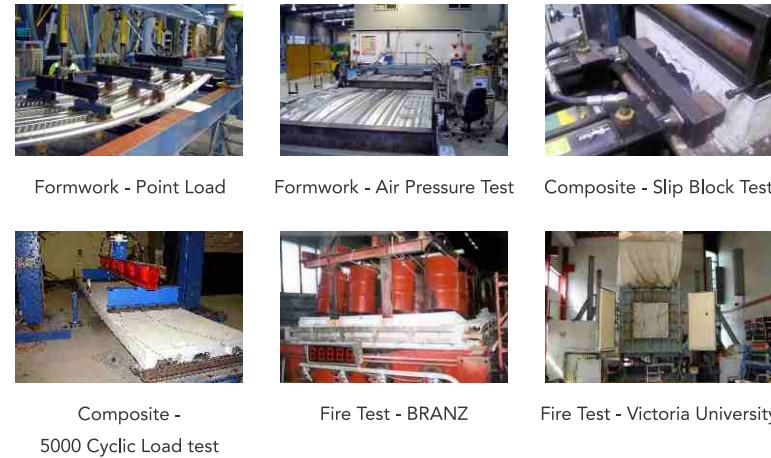 Formwork - Point Load
Formwork - Air Pressure Test
Composite - Slip Block Test
Composite -
5000 Cyclic Load test
Fire Test - BRANZ
Fire Test - Victoria University